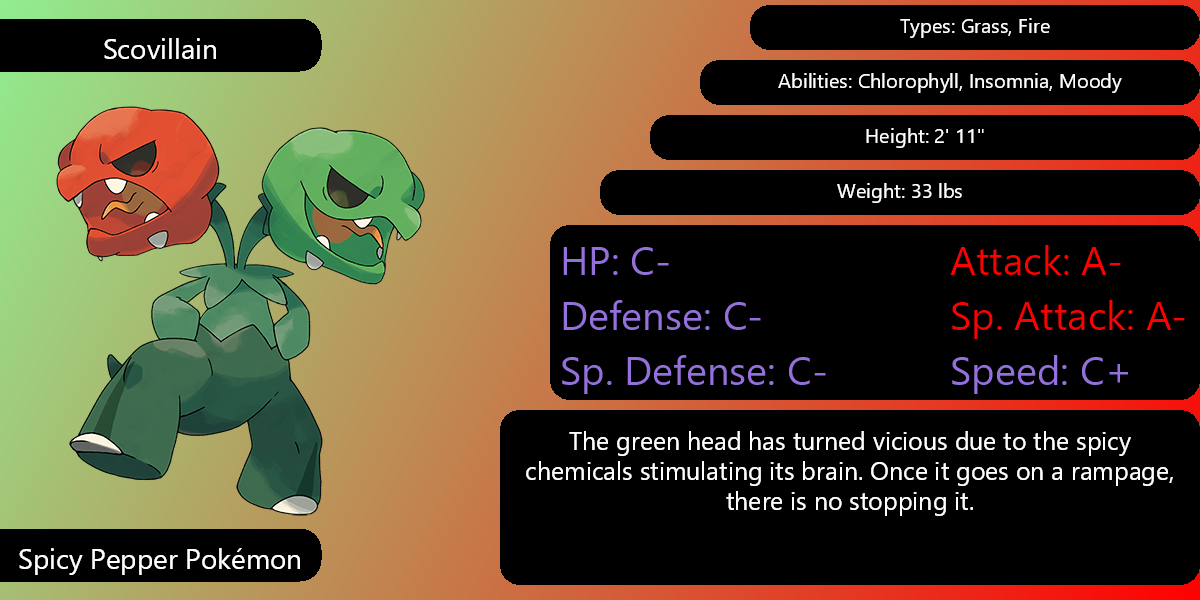 Scovillain
Types: Grass, Fire
Abilities: Chlorophyll, Insomnia, Moody
Height: 2' 11"
Weight: 33 lbs
HP: C-
Attack: A-
Defense: C-
Sp. Attack: A-
Sp. Defense: C-
Speed: C+
The green head has turned vicious due to the spicy
chemicals stimulating its brain. Once it goes on a rampage,
there is no stopping it.
Spicy Pepper Pokémon